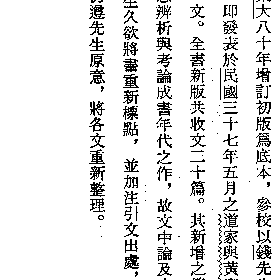 大八十年增訂初版爲底本，參校以錢先
即發表於民國三十七年五月之道家與黃
文。全書新版共收文二十篇。其新增之
辨析與考論成書年代之作，故文中論及
生久欲將畫重新標點，並加注引文出處，
遵先生原意，將各文重新整理。